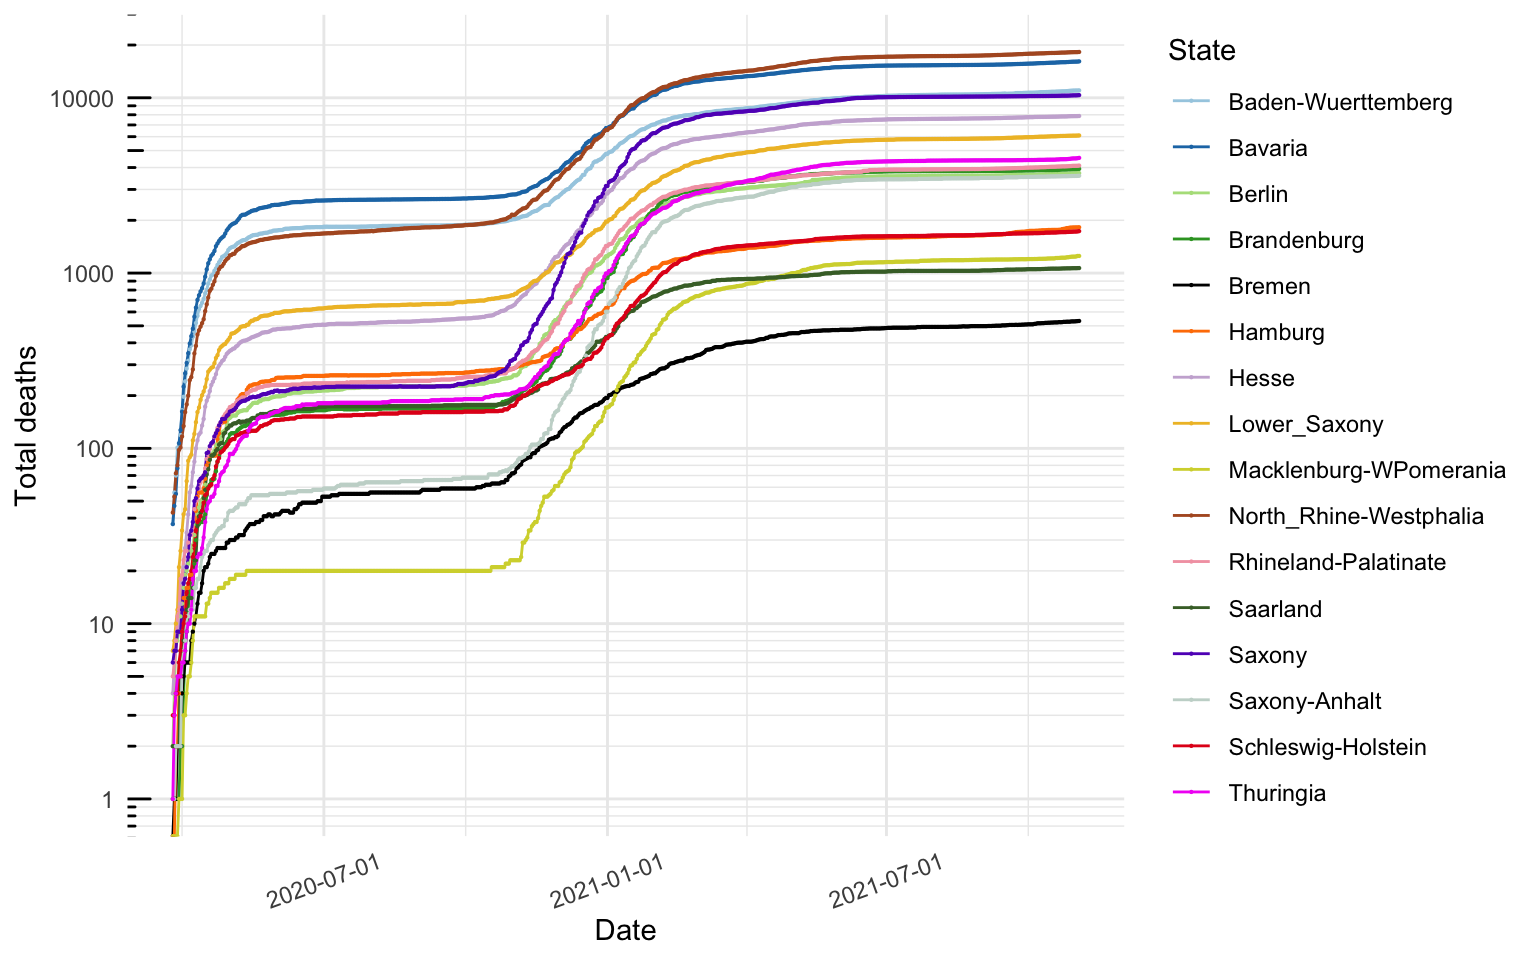 Total deaths
10000
1000
100
10
1
2020-07-01
2021-01-01
2021-07-01
Date
State
Baden-Wuerttemberg
Bavaria
Berlin
Brandenburg
Bremen
Hamburg
Hesse
Lower_Saxony
Macklenburg-WPomerania
North_Rhine-Westphalia
Rhineland-Palatinate
Saarland
Saxony
Saxony-Anhalt
Schleswig-Holstein
Thuringia